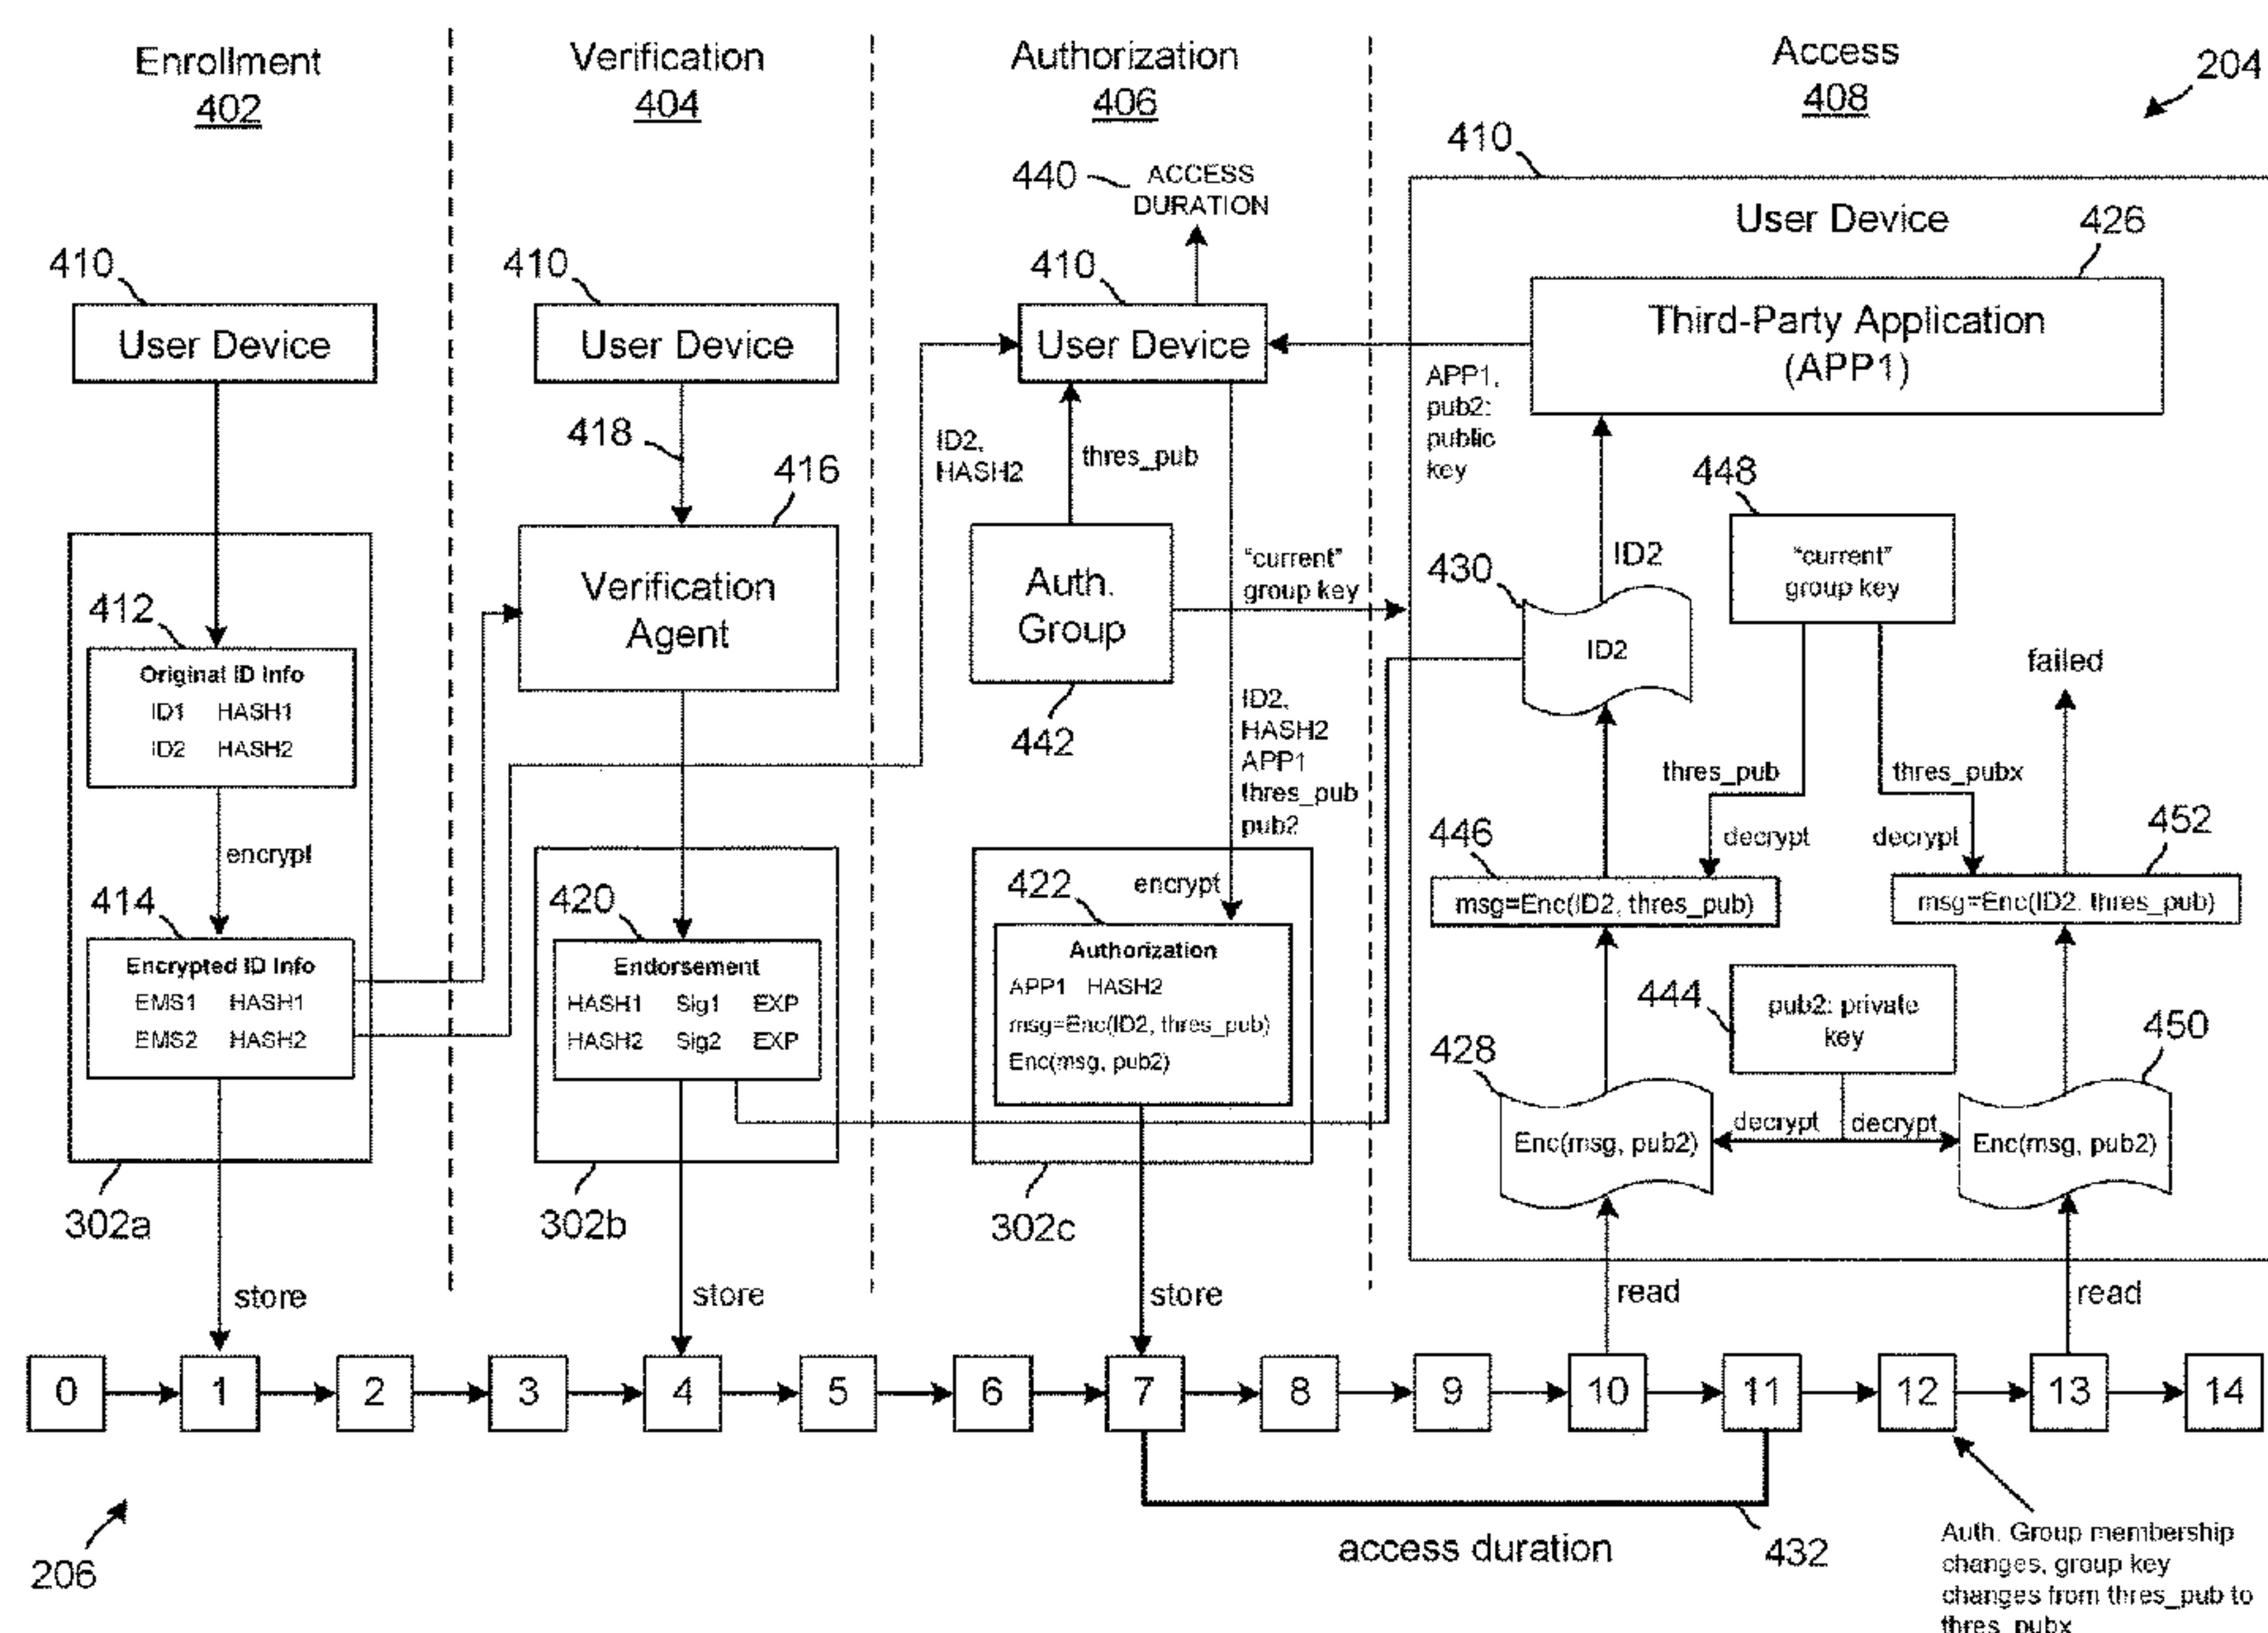 Enrollment
402
Verification
404
Authorization
406
Access
408
204
410
User Device
412
Original ID Info
ID1 HASH1
ID2 HASH2
encrypt
414
Encrypted ID Info
EMS1 HASH1
EMS2 HASH2
302a
store
410
User Device
418
416
Verification
Agent
420
Endorsement
HASH1 Sig1 EXP
HASH2 Sig2 EXP
302b
store
440
ACCESS
DURATION
410
User Device
ID2,
HASH2
thres_pub
Auth.
Group
442
"current"
group key
ID2,
HASH2
APP1
thres_pub
pub2
422
encrypt
Authorization
APP1 HASH2
msg=Enc(ID2, thres_pub)
Enc(msg, pub2)
302c
store
410
User Device
426
Third-Party Application
(APP1)
APP1,
pub2:
public
key
448
"current"
group key
430
ID2
ID2
failed
thres_pub
thres_pubx
446
decrypt
decrypt
452
msg=Enc(ID2, thres_pub)
msg=Enc(ID2, thres_pub)
444
pub2: private
key
428
450
Enc(msg, pub2)
decrypt
decrypt
Enc(msg, pub2)
read
read
0 1 2 3 4 5 6 7 8 9 10 11 12 13 14
206
access duration
432
Auth. Group membership
changes, group key
changes from thres_pub to
thres_pubx